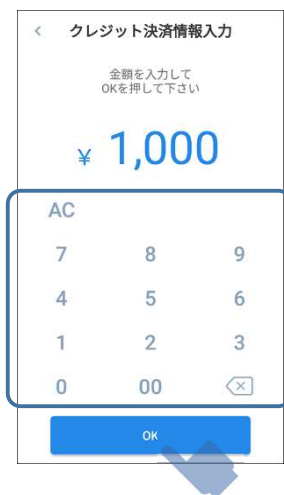 クレジット決済情報入力
金額を入力して
OKを押して下さい
¥ 1,000
AC
7 8 9
4 5 6
1 2 3
0 00
OK